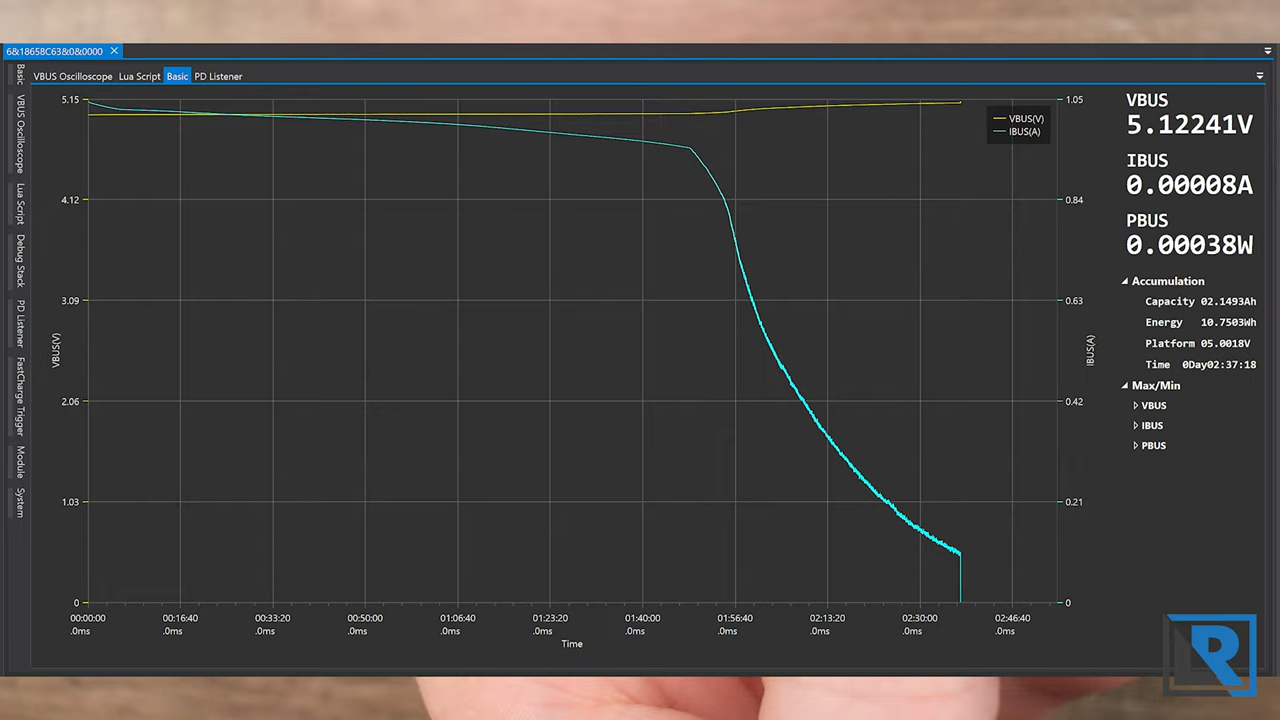 6&18658C63&0&0000 ✕
VBUS Oscilloscope Lua Script Basic PD Listener
Basic
VBUS Oscilloscope
Lua Script
Debug Stack
PD Listener
FastCharge Trigger
Module
System
5.15
4.12
3.09
2.06
1.03
0
VBUS(V)
VBUS(V)
IBUS(A)
1.05
0.84
0.63
0.42
0.21
0
IBUS(A)
00:00:00 00:16:40 00:33:20 00:50:00 01:06:40 01:23:20 01:40:00 01:56:40 02:13:20 02:30:00 02:46:40
.0ms .0ms .0ms .0ms .0ms .0ms .0ms .0ms .0ms .0ms .0ms
Time
VBUS
5.12241V
IBUS
0.00008A
PBUS
0.00038W
Accumulation
Capacity 02.1493Ah
Energy 10.7503Wh
Platform 05.0018V
Time 0Day02:37:18
Max/Min
VBUS
IBUS
PBUS
R